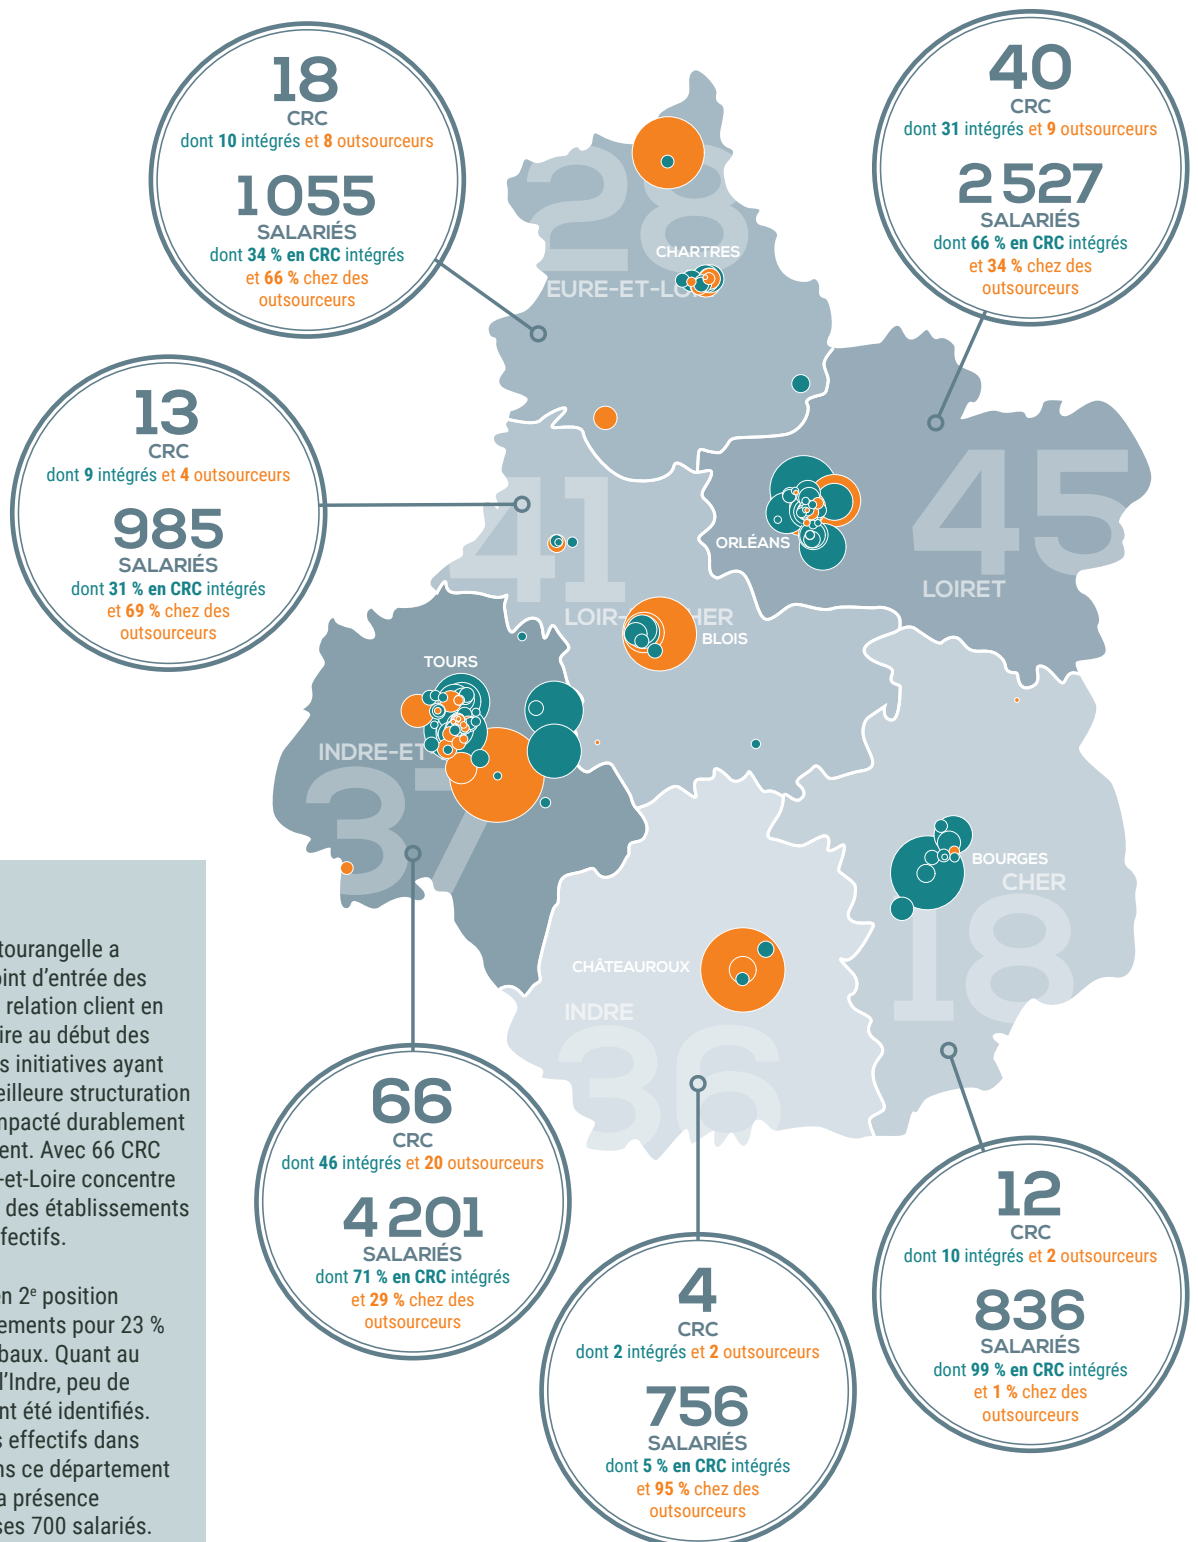 18
CRC
dont 10 intégrés et 8 outsourceurs
1 055
SALARIÉS
dont 34 % en CRC intégrés
et 66 % chez des
outsourceurs
40
CRC
dont 31 intégrés et 9 outsourceurs
2 527
SALARIÉS
dont 66 % en CRC intégrés
et 34 % chez des
outsourceurs
28
CHARTRES
EURE-ET-LO
13
CRC
dont 9 intégrés et 4 outsourceurs
985
SALARIÉS
dont 31 % en CRC intégrés
et 69 % chez des
outsourceurs
41
LOIR-
HER
BLOIS
45
ORLÉANS
LOIRET
TOURS
INDRE-ET
37
BOURGES
CHER
18
CHÂTEAUROUX
INDRE
36
tourangelle a
oint d'entrée des
relation client en
ire au début des
s initiatives ayant
eilleure structuration
mpacté durablement
ent. Avec 66 CRC
-et-Loire concentre
des établissements
fectifs.
en 2e position
ements pour 23 %
baux. Quant au
l'Indre, peu de
nt été identifiés.
s effectifs dans
ns ce département
a présence
ses 700 salariés.
66
CRC
dont 46 intégrés et 20 outsourceurs
4 201
SALARIÉS
dont 71 % en CRC intégrés
et 29 % chez des
outsourceurs
4
CRC
dont 2 intégrés et 2 outsourceurs
756
SALARIÉS
dont 5 % en CRC intégrés
et 95 % chez des
outsourceurs
12
CRC
dont 10 intégrés et 2 outsourceurs
836
SALARIÉS
dont 99 % en CRC intégrés
et 1 % chez des
outsourceurs